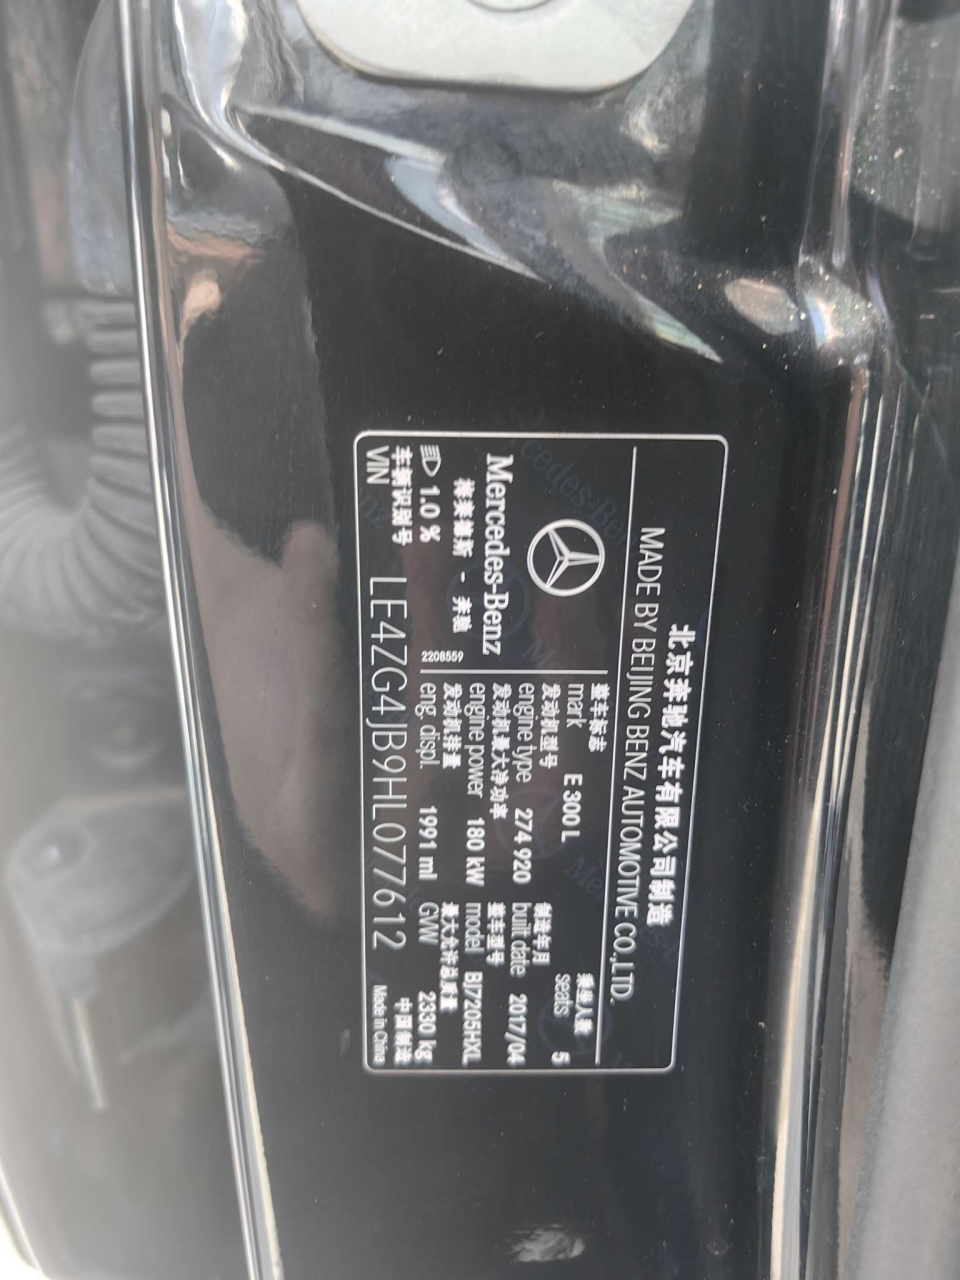 北京奔驰汽车有限公司制造
MADE BY BEIJING BENZ AUTOMOTIVE CO.,LTD.
Mercedes-Benz
梅赛德斯 - 奔驰
1.0 %
2208559
整车标志
mark E 300 L
乘坐人数
seats 5
发动机型号
engine type 274 920
制造年月
built date 2017/04
发动机最大净功率
engine power 180 kW
整车型号
model BJ7205HXL
发动机排量
eng. displ. 1991 ml
最大允许总质量
GVW 2330 kg
车辆识别号
VIN LE4ZG4JB9HL077612
中国制造
Made in China